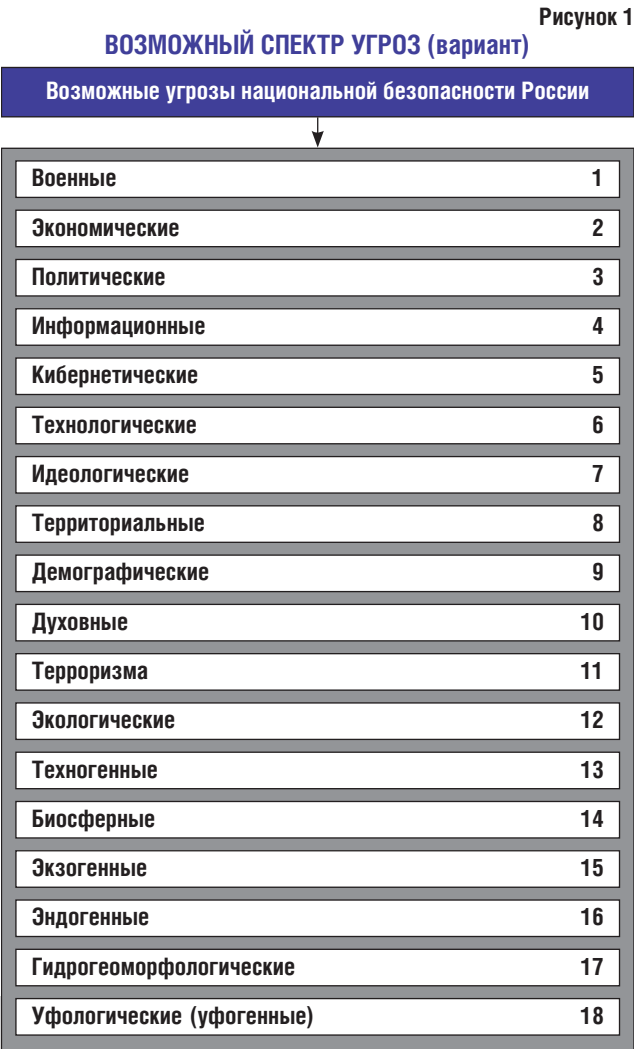 Рисунок 1
ВОЗМОЖНЫЙ СПЕКТР УГРОЗ (вариант)
Возможные угрозы национальной безопасности России
Военные 1
Экономические 2
Политические 3
Информационные 4
Кибернетические 5
Технологические 6
Идеологические 7
Территориальные 8
Демографические 9
Духовные 10
Терроризма 11
Экологические 12
Техногенные 13
Биосферные 14
Экзогенные 15
Эндогенные 16
Гидрогеоморфологические 17
Уфологические (уфогенные) 18